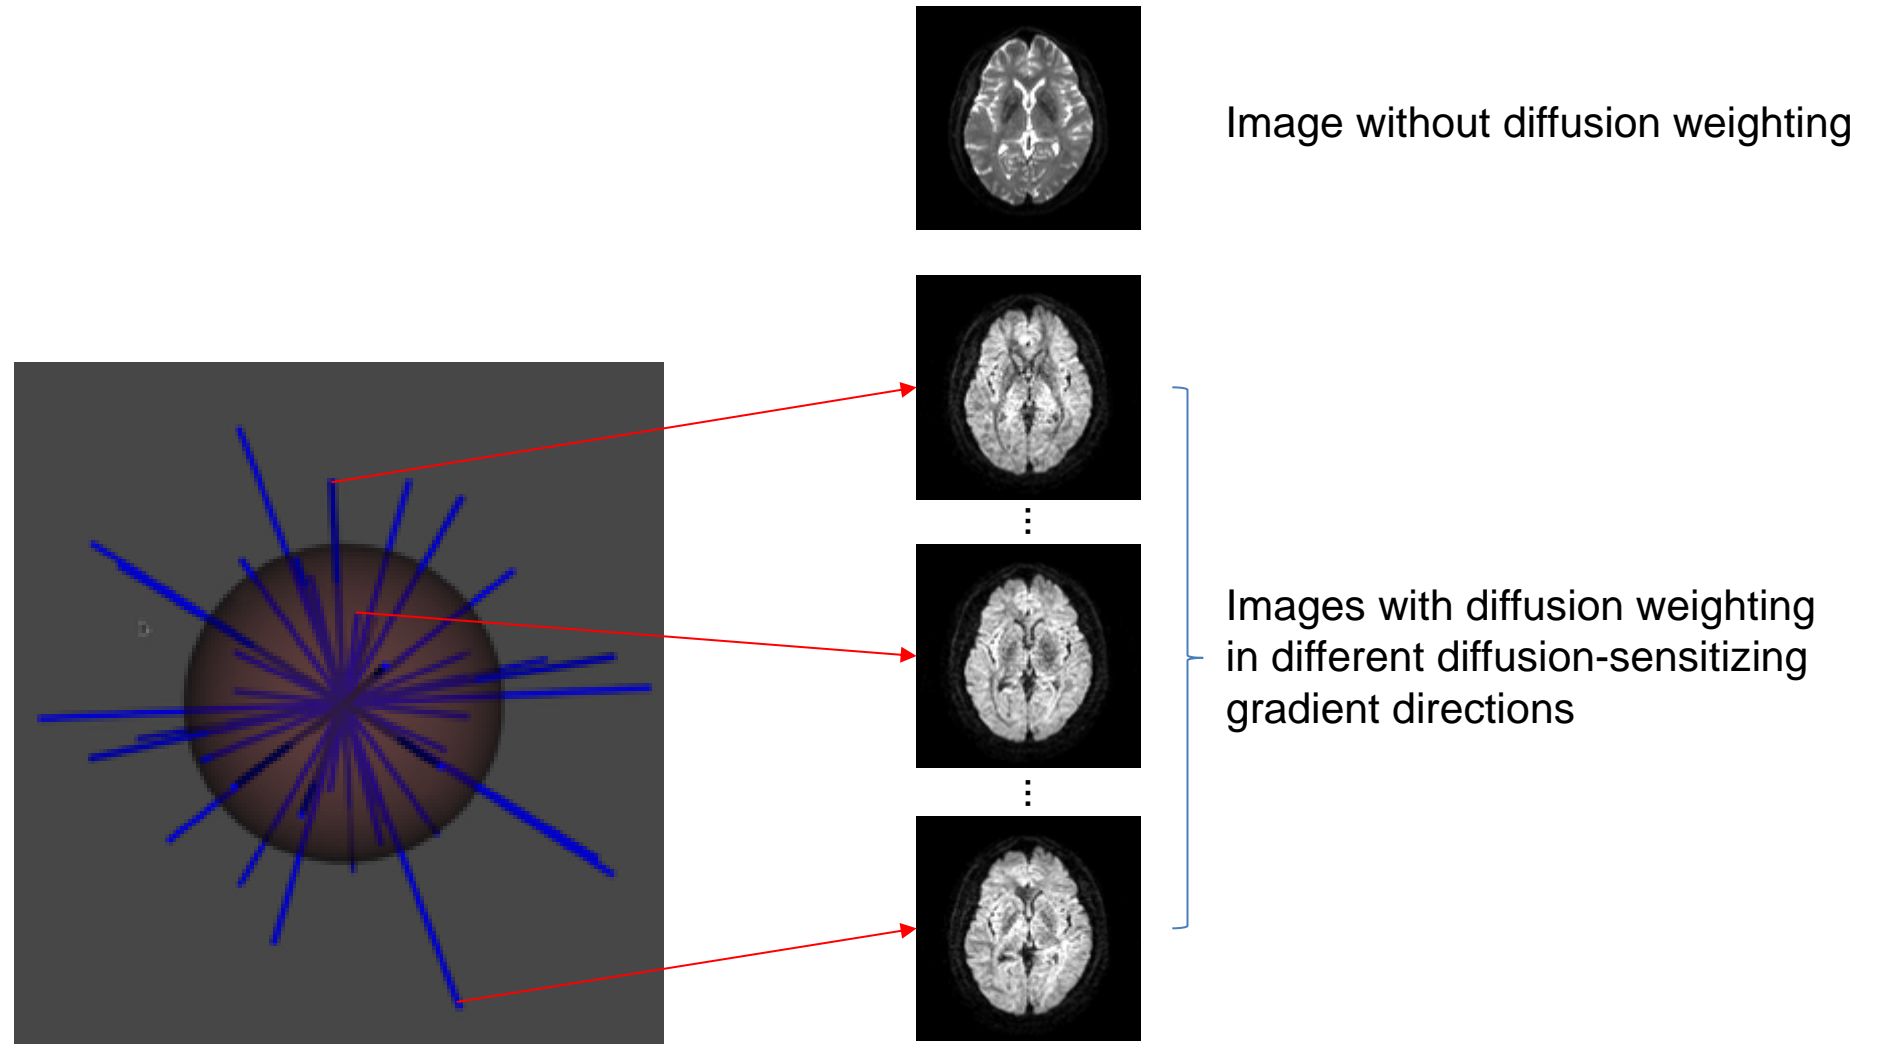 Image without diffusion weighting
Images with diffusion weighting
in different diffusion-sensitizing
gradient directions